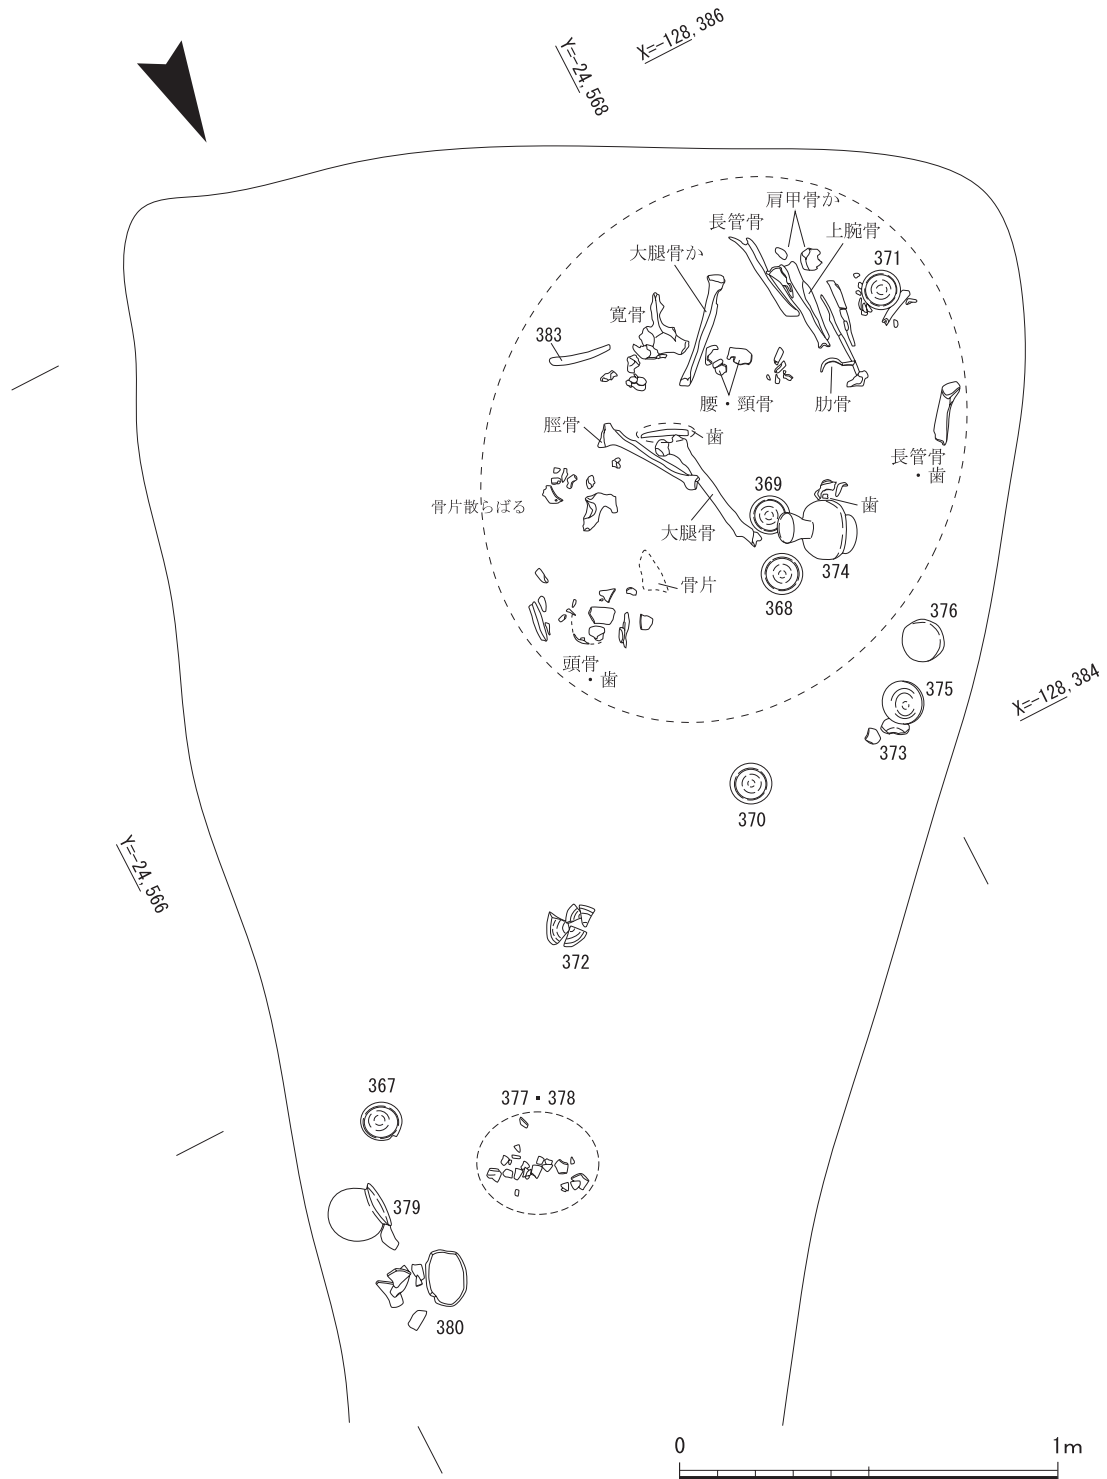 X=-128,386
Y=-24,568
肩甲骨か
長管骨
上腕骨
大腿骨か
371
寛骨
383
腰・頸骨
肋骨
脛骨
歯
長管骨
・歯
369
歯
骨片散らばる
大腿骨
374
骨片
368
376
頭骨
・歯
X=-128,384
375
373
370
Y=-24,566
372
367
377・378
379
380
0
1m